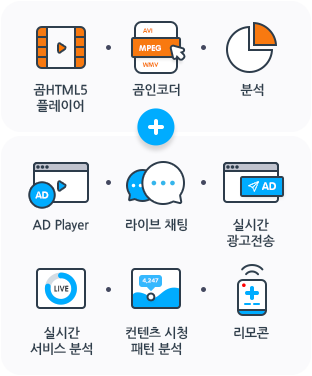 AVI
MPEG
WMV
곰HTML5
플레이어
곰인코더
분석
AD
AD
AD Player
라이브 채팅
실시간
광고전송
LIVE
4,247
실시간
서비스 분석
컨텐츠 시청
패턴 분석
리모콘